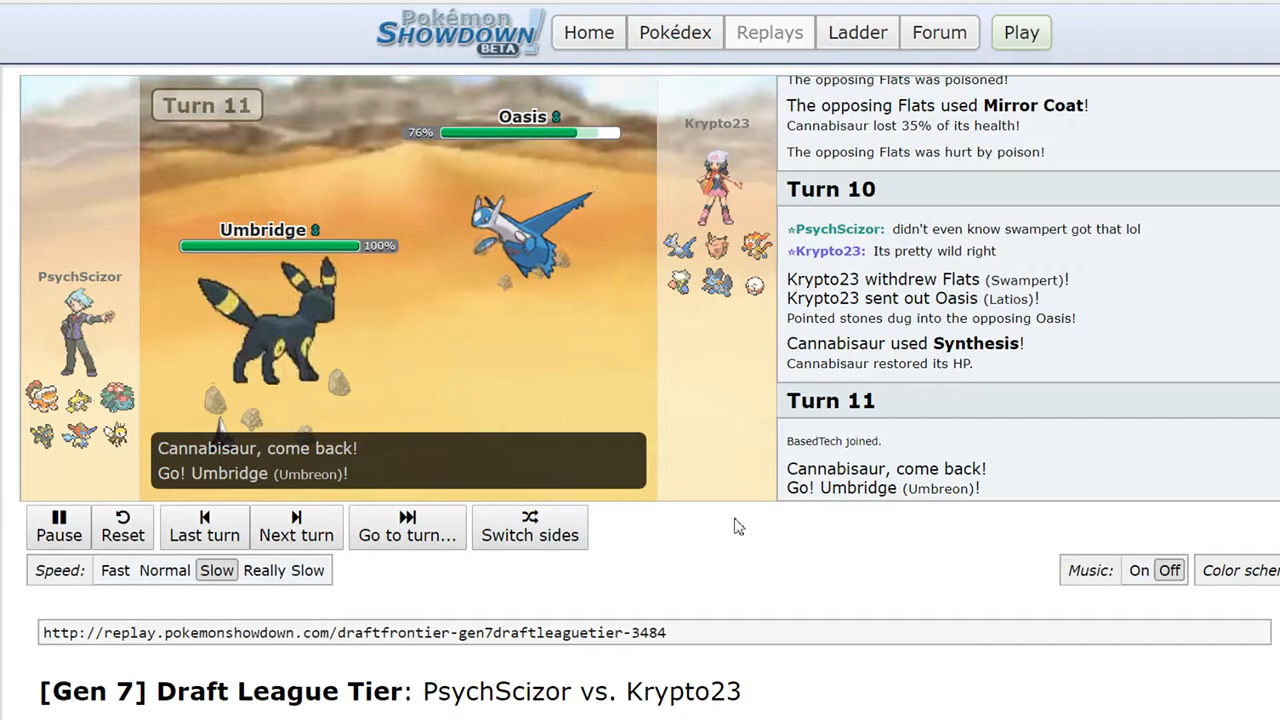 Pokémon
SHOWDOWN!
BETA
Home
Pokédex
Replays
Ladder
Forum
Play
Turn 11
Oasis
76%
Krypto23
Umbridge
100%
PsychScizor
Cannabisaur, come back!
Go! Umbridge (Umbreon)!
The opposing Flats was poisoned!
The opposing Flats used Mirror Coat!
Cannabisaur lost 35% of its health!
The opposing Flats was hurt by poison!
Turn 10
☆PsychScizor: didn't even know swampert got that lol
☆Krypto23: Its pretty wild right
Krypto23 withdrew Flats (Swampert)!
Krypto23 sent out Oasis (Latios)!
Pointed stones dug into the opposing Oasis!
Cannabisaur used Synthesis!
Cannabisaur restored its HP.
Turn 11
BasedTech joined.
Cannabisaur, come back!
Go! Umbridge (Umbreon)!
Pause
Reset
Last turn
Next turn
Go to turn...
Switch sides
Speed: Fast Normal Slow Really Slow
Music: On Off
Color schem
http://replay.pokemonshowdown.com/draftfrontier-gen7draftleaguetier-3484
[Gen 7] Draft League Tier: PsychScizor vs. Krypto23